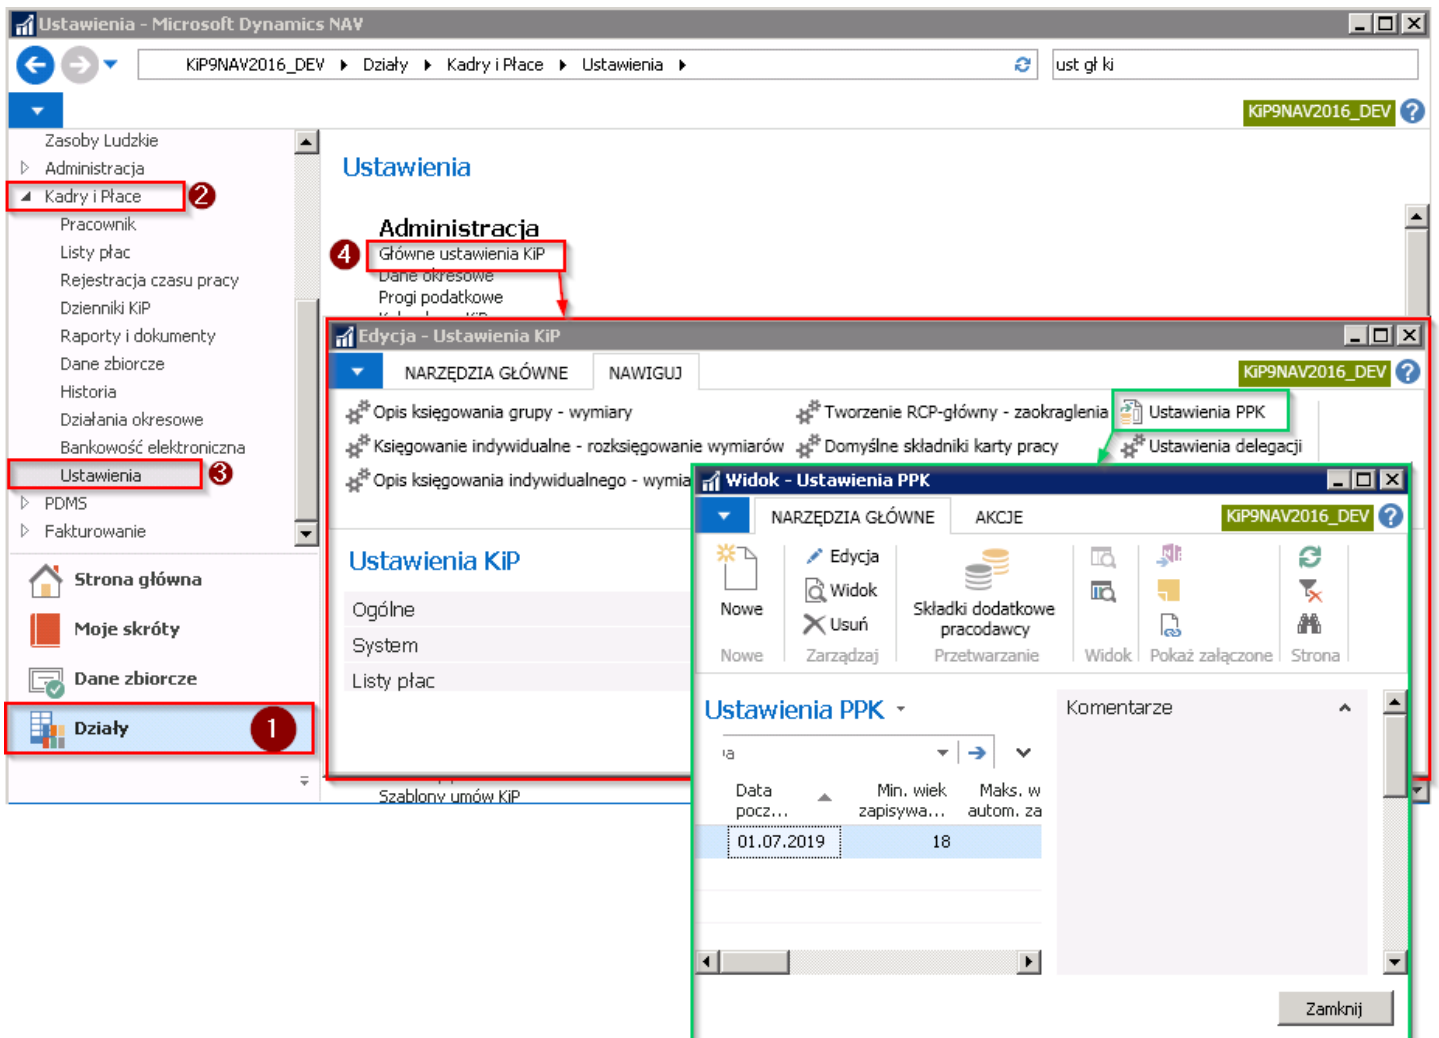 Ustawienia - Microsoft Dynamics NAV
KiP9NAV2016_DEV ▸ Działy ▸ Kadry i Płace ▸ Ustawienia ▸
ust gł ki
KiP9NAV2016_DEV
Zasoby Ludzkie
Administracja
Kadry i Płace
2
Pracownik
Listy płac
Rejestracja czasu pracy
Dzienniki KiP
Raporty i dokumenty
Dane zbiorcze
Historia
Działania okresowe
Bankowość elektroniczna
Ustawienia
3
PDMS
Fakturowanie
Strona główna
Moje skróty
Dane zbiorcze
Działy
1
Ustawienia
Administracja
4
Główne ustawienia KiP
Dane okresowe
Progi podatkowe
Szablony umów KiP
Edycja - Ustawienia KiP
NARZĘDZIA GŁÓWNE
NAWIGUJ
KiP9NAV2016_DEV
Opis księgowania grupy - wymiary
Tworzenie RCP-główny - zaokraglenia
Ustawienia PPK
Księgowanie indywidualne - rozksięgowanie wymiarów
Domyślne składniki karty pracy
Ustawienia delegacji
Opis księgowania indywidualnego - wymia
Ustawienia KiP
Ogólne
System
Listy płac
Widok - Ustawienia PPK
NARZĘDZIA GŁÓWNE
AKCJE
KiP9NAV2016_DEV
Nowe
Edycja
Widok
Usuń
Składki dodatkowe
pracodawcy
Nowe
Zarządzaj
Przetwarzanie
Widok
Pokaż załączone
Strona
Ustawienia PPK
Komentarze
Data
pocz...
Min. wiek
zapisywa...
Maks. w
autom. za
01.07.2019
18
Zamknij